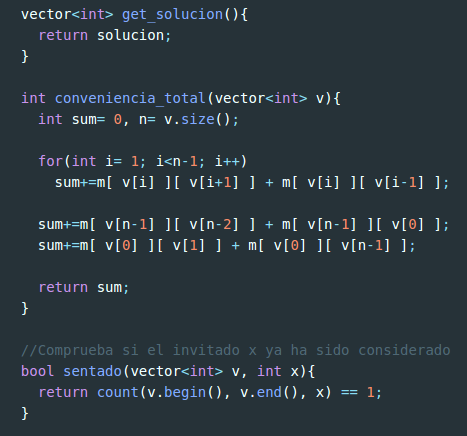 vector<int> get_solucion(){
  return solucion;
}

int conveniencia_total(vector<int> v){
  int sum= 0, n= v.size();

  for(int i= 1; i<n-1; i++)
    sum+=m[ v[i] ][ v[i+1] ] + m[ v[i] ][ v[i-1] ];

  sum+=m[ v[n-1] ][ v[n-2] ] + m[ v[n-1] ][ v[0] ];
  sum+=m[ v[0] ][ v[1] ] + m[ v[0] ][ v[n-1] ];

  return sum;
}

//Comprueba si el invitado x ya ha sido considerado
bool sentado(vector<int> v, int x){
  return count(v.begin(), v.end(), x) == 1;
}